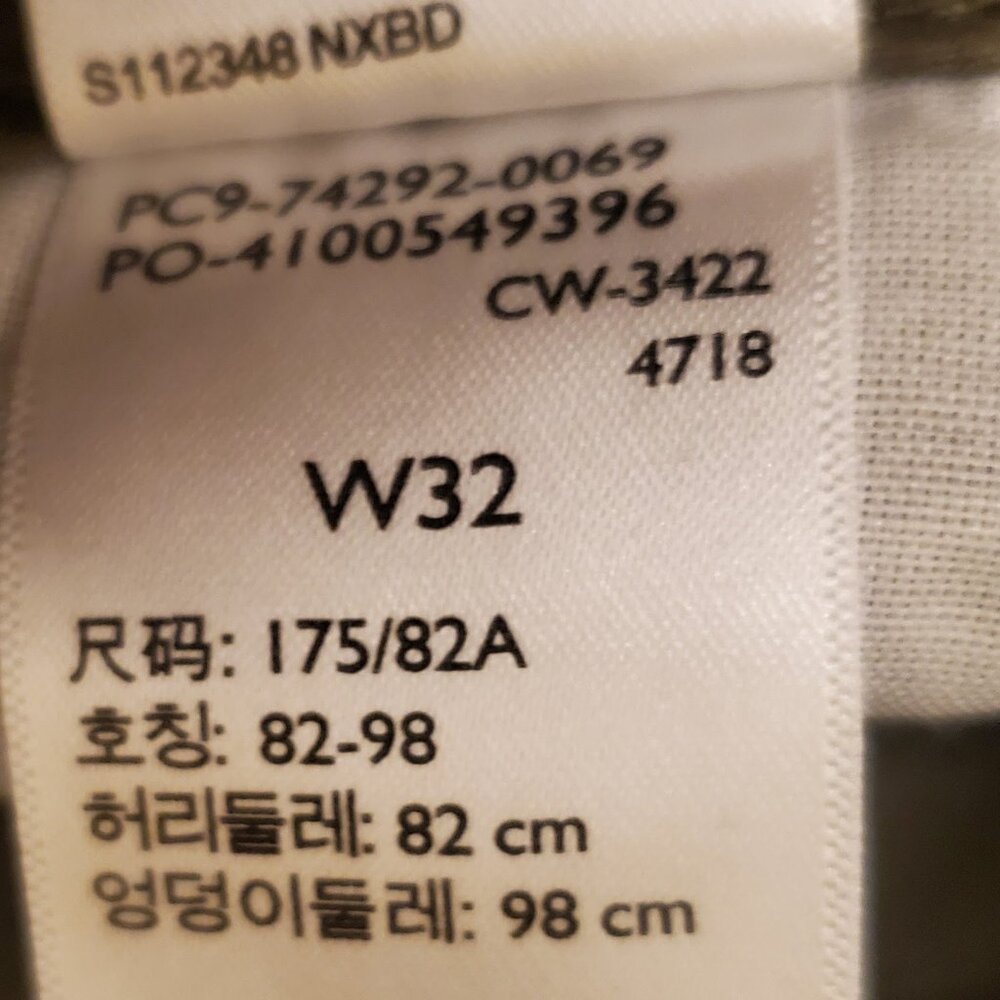 S112348 NXBD
PC9-74292-0069
PO-4100549396
CW-3422
4718
W32
尺码: 175/82A
호칭: 82-98
허리둘레: 82 cm
엉덩이둘레: 98 cm